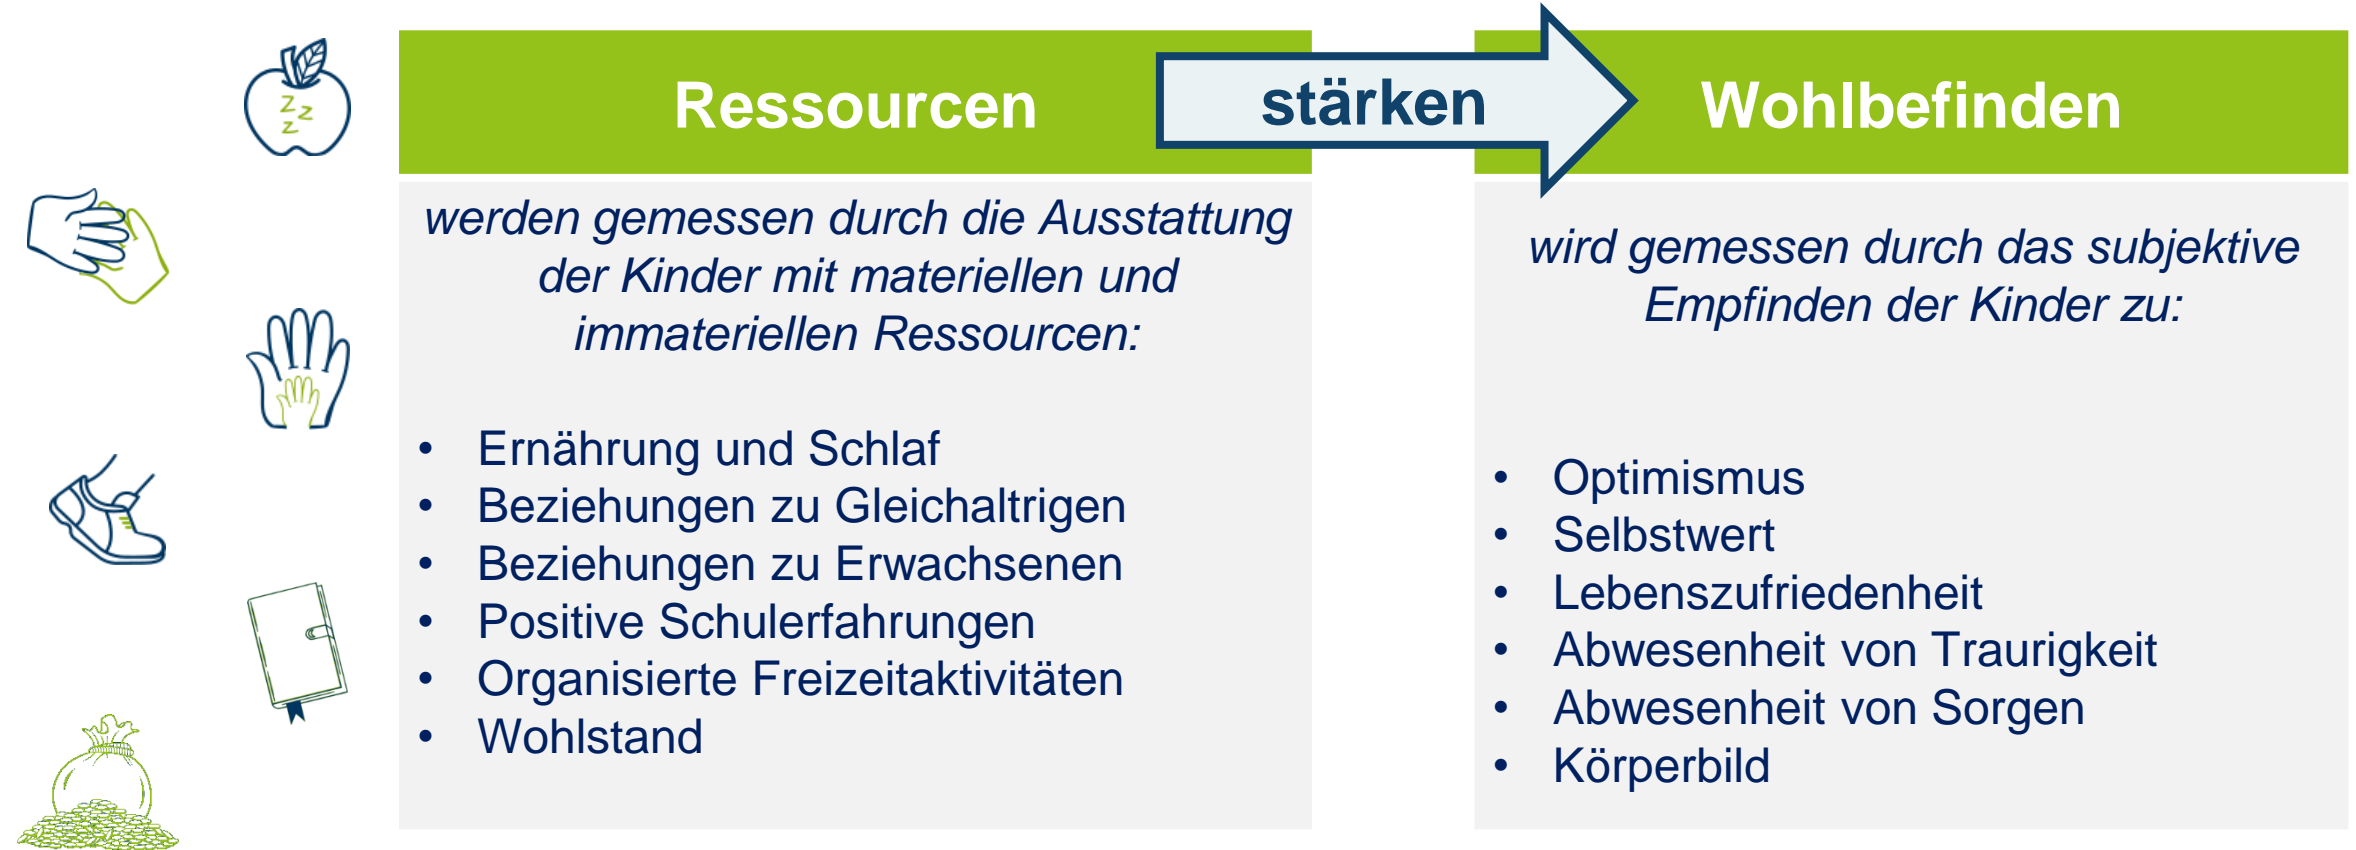 Ressourcen
stärken
Wohlbefinden
werden gemessen durch die Ausstattung
der Kinder mit materiellen und
immateriellen Ressourcen:
• Ernährung und Schlaf
• Beziehungen zu Gleichaltrigen
• Beziehungen zu Erwachsenen
• Positive Schulerfahrungen
• Organisierte Freizeitaktivitäten
• Wohlstand
wird gemessen durch das subjektive
Empfinden der Kinder zu:
• Optimismus
• Selbstwert
• Lebenszufriedenheit
• Abwesenheit von Traurigkeit
• Abwesenheit von Sorgen
• Körperbild
z z
z